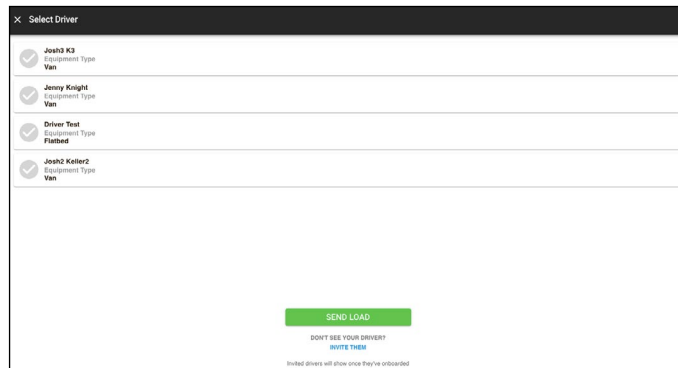 × Select Driver
Josh3 K3
Equipment Type
Van
Jenny Knight
Equipment Type
Van
Driver Test
Equipment Type
Flatbed
Josh2 Keller2
Equipment Type
Van
SEND LOAD
DON'T SEE YOUR DRIVER?
INVITE THEM
Invited drivers will show once they've onboarded